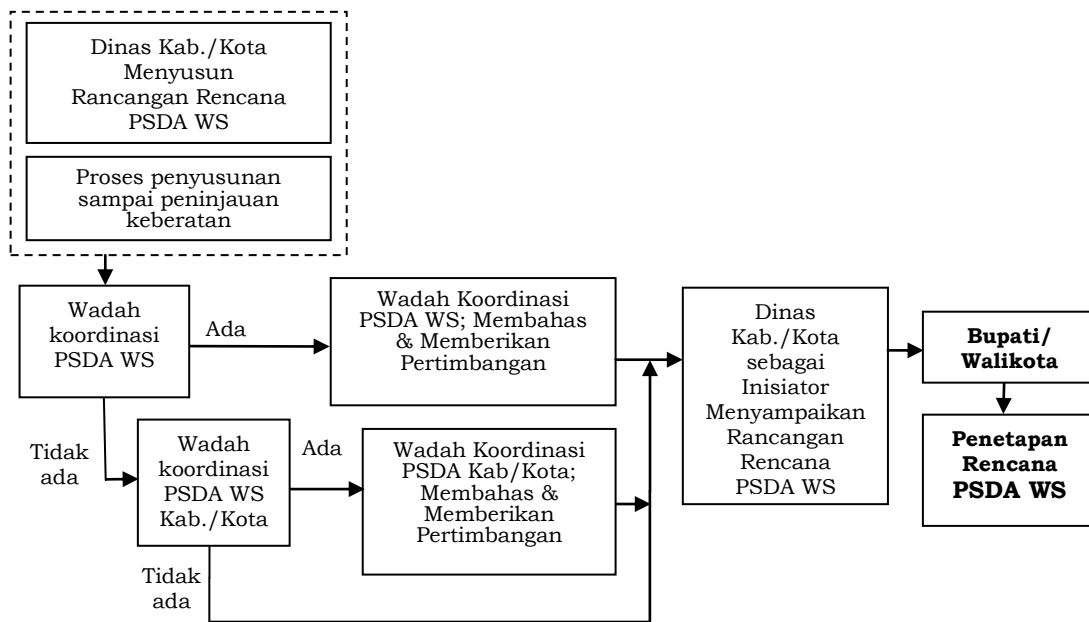 Dinas Kab./Kota
Menyusun
Rancangan Rencana
PSDA WS
Proses penyusunan
sampai peninjauan
keberatan
Wadah
koordinasi
PSDA WS
Ada
Wadah Koordinasi
PSDA WS; Membahas
& Memberikan
Pertimbangan
Tidak
ada
Wadah
koordinasi
PSDA WS
Kab./Kota
Ada
Wadah Koordinasi
PSDA Kab/Kota;
Membahas &
Memberikan
Pertimbangan
Tidak
ada
Dinas
Kab./Kota
sebagai
Inisiator
Menyampaikan
Rancangan
Rencana
PSDA WS
Bupati/
Walikota
Penetapan
Rencana
PSDA WS